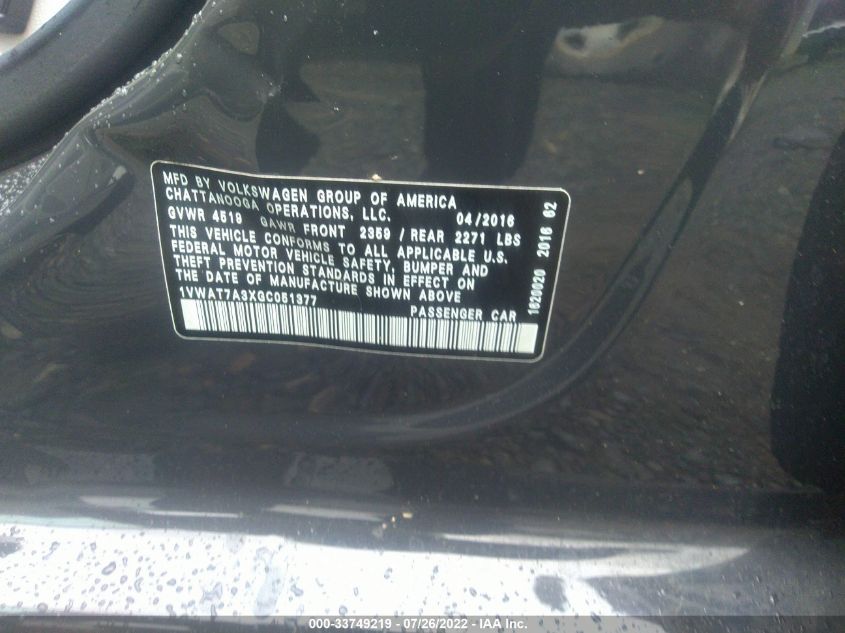 MFD BY VOLKSWAGEN GROUP OF AMERICA
CHATTANOOGA OPERATIONS, LLC. 04/2016
GVWR 4519 GAWR FRONT 2359 / REAR 2271 LBS
THIS VEHICLE CONFORMS TO ALL APPLICABLE U.S.
FEDERAL MOTOR VEHICLE SAFETY, BUMPER AND
THEFT PREVENTION STANDARDS IN EFFECT ON
THE DATE OF MANUFACTURE SHOWN ABOVE
1VWAT7A3XGC051377
PASSENGER CAR
1620020 2016 62
000-33749219 - 07/26/2022 - IAA Inc.